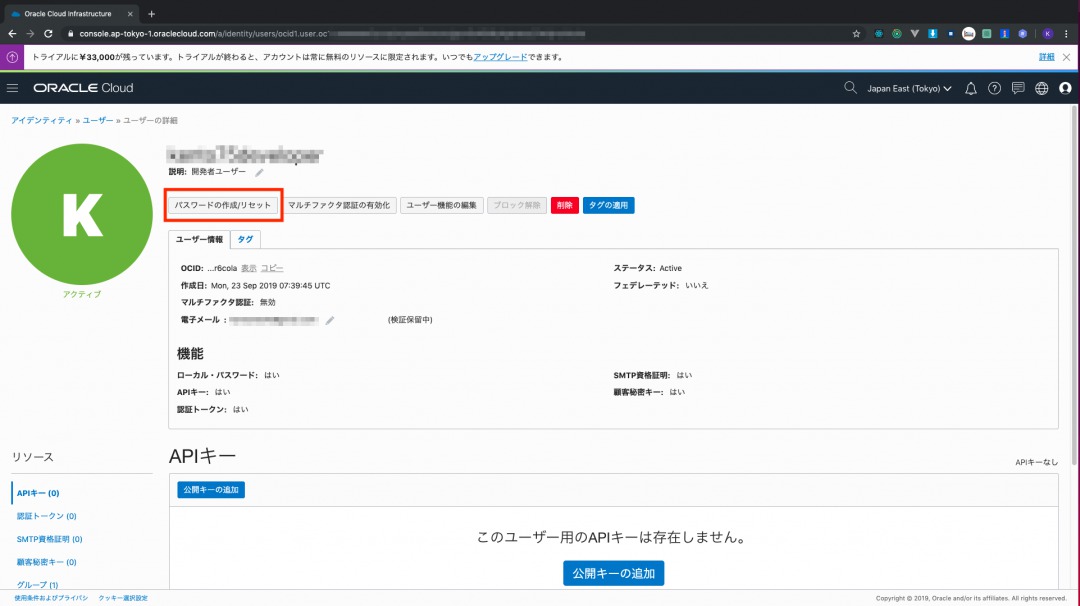 Oracle Cloud Infrastructure
console.ap-tokyo-1.oraclecloud.com/a/identity/users/ocid1.user.oc
トライアルに¥33,000が残っています。トライアルが終わると、アカウントは常に無料のリソースに限定されます。いつでもアップグレードできます。 詳細
ORACLE Cloud Japan East (Tokyo)
アイデンティティ » ユーザー » ユーザーの詳細
K
アクティブ
説明: 開発者ユーザー
パスワードの作成/リセット マルチファクタ認証の有効化 ユーザー機能の編集 ブロック解除 削除 タグの適用
ユーザー情報 タグ
OCID: ...r6cola 表示 コピー ステータス: Active
作成日: Mon, 23 Sep 2019 07:39:45 UTC フェデレーテッド: いいえ
マルチファクタ認証: 無効
電子メール : (検証保留中)
機能
ローカル・パスワード: はい SMTP資格証明: はい
APIキー: はい 顧客秘密キー: はい
認証トークン: はい
リソース
APIキー (0)
認証トークン (0)
SMTP資格証明 (0)
顧客秘密キー (0)
グループ (1)
APIキー APIキーなし
公開キーの追加
このユーザー用のAPIキーは存在しません。
公開キーの追加
使用条件およびプライバシ クッキー選択設定 Copyright © 2019, Oracle and/or its affiliates. All rights reserved.